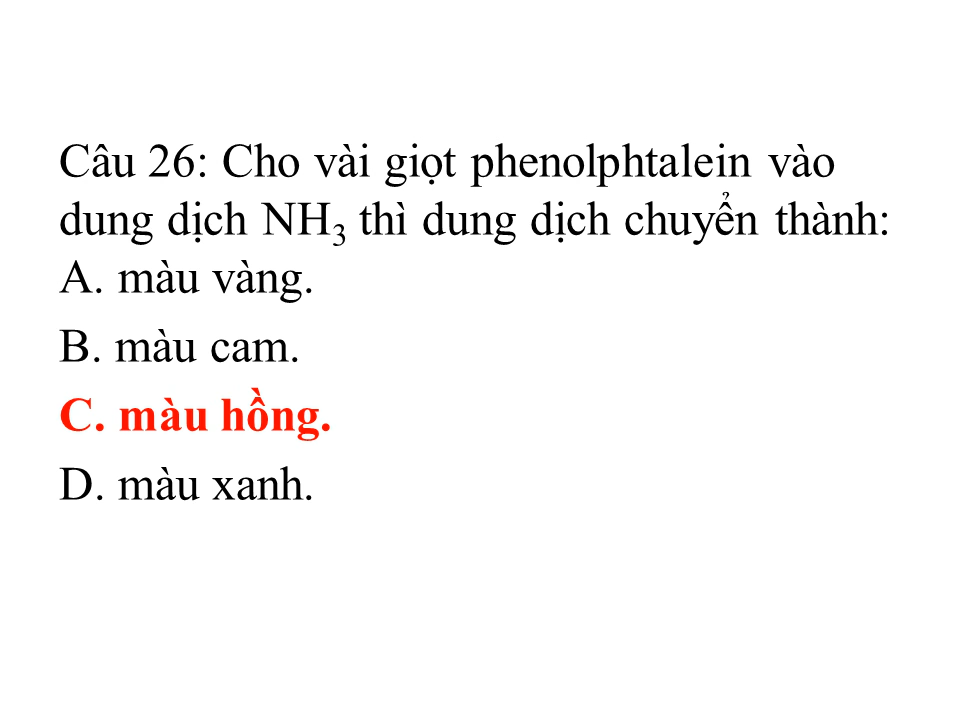 Câu 26: Cho vài giọt phenolphtalein vào
dung dịch NH₃ thì dung dịch chuyển thành:
A. màu vàng.
B. màu cam.
C. màu hồng.
D. màu xanh.